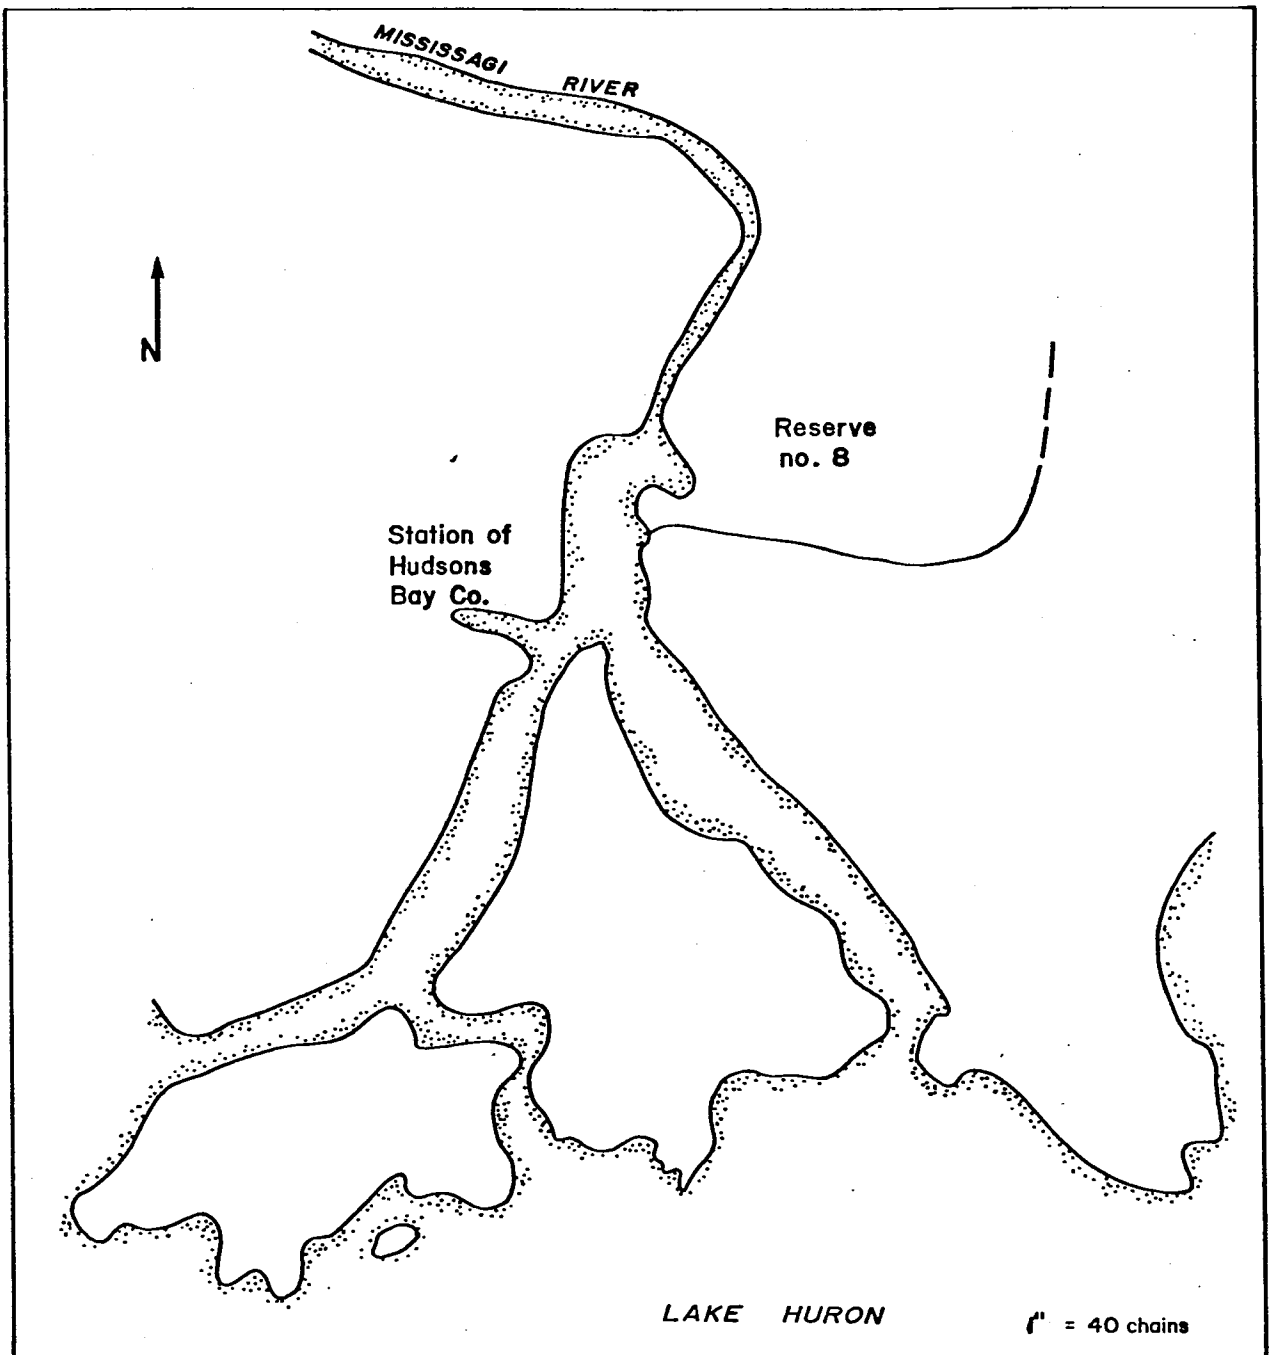 MISSISSAGI RIVER
N
Reserve
no. 8
Station of
Hudsons
Bay Co.
LAKE HURON
1" = 40 chains